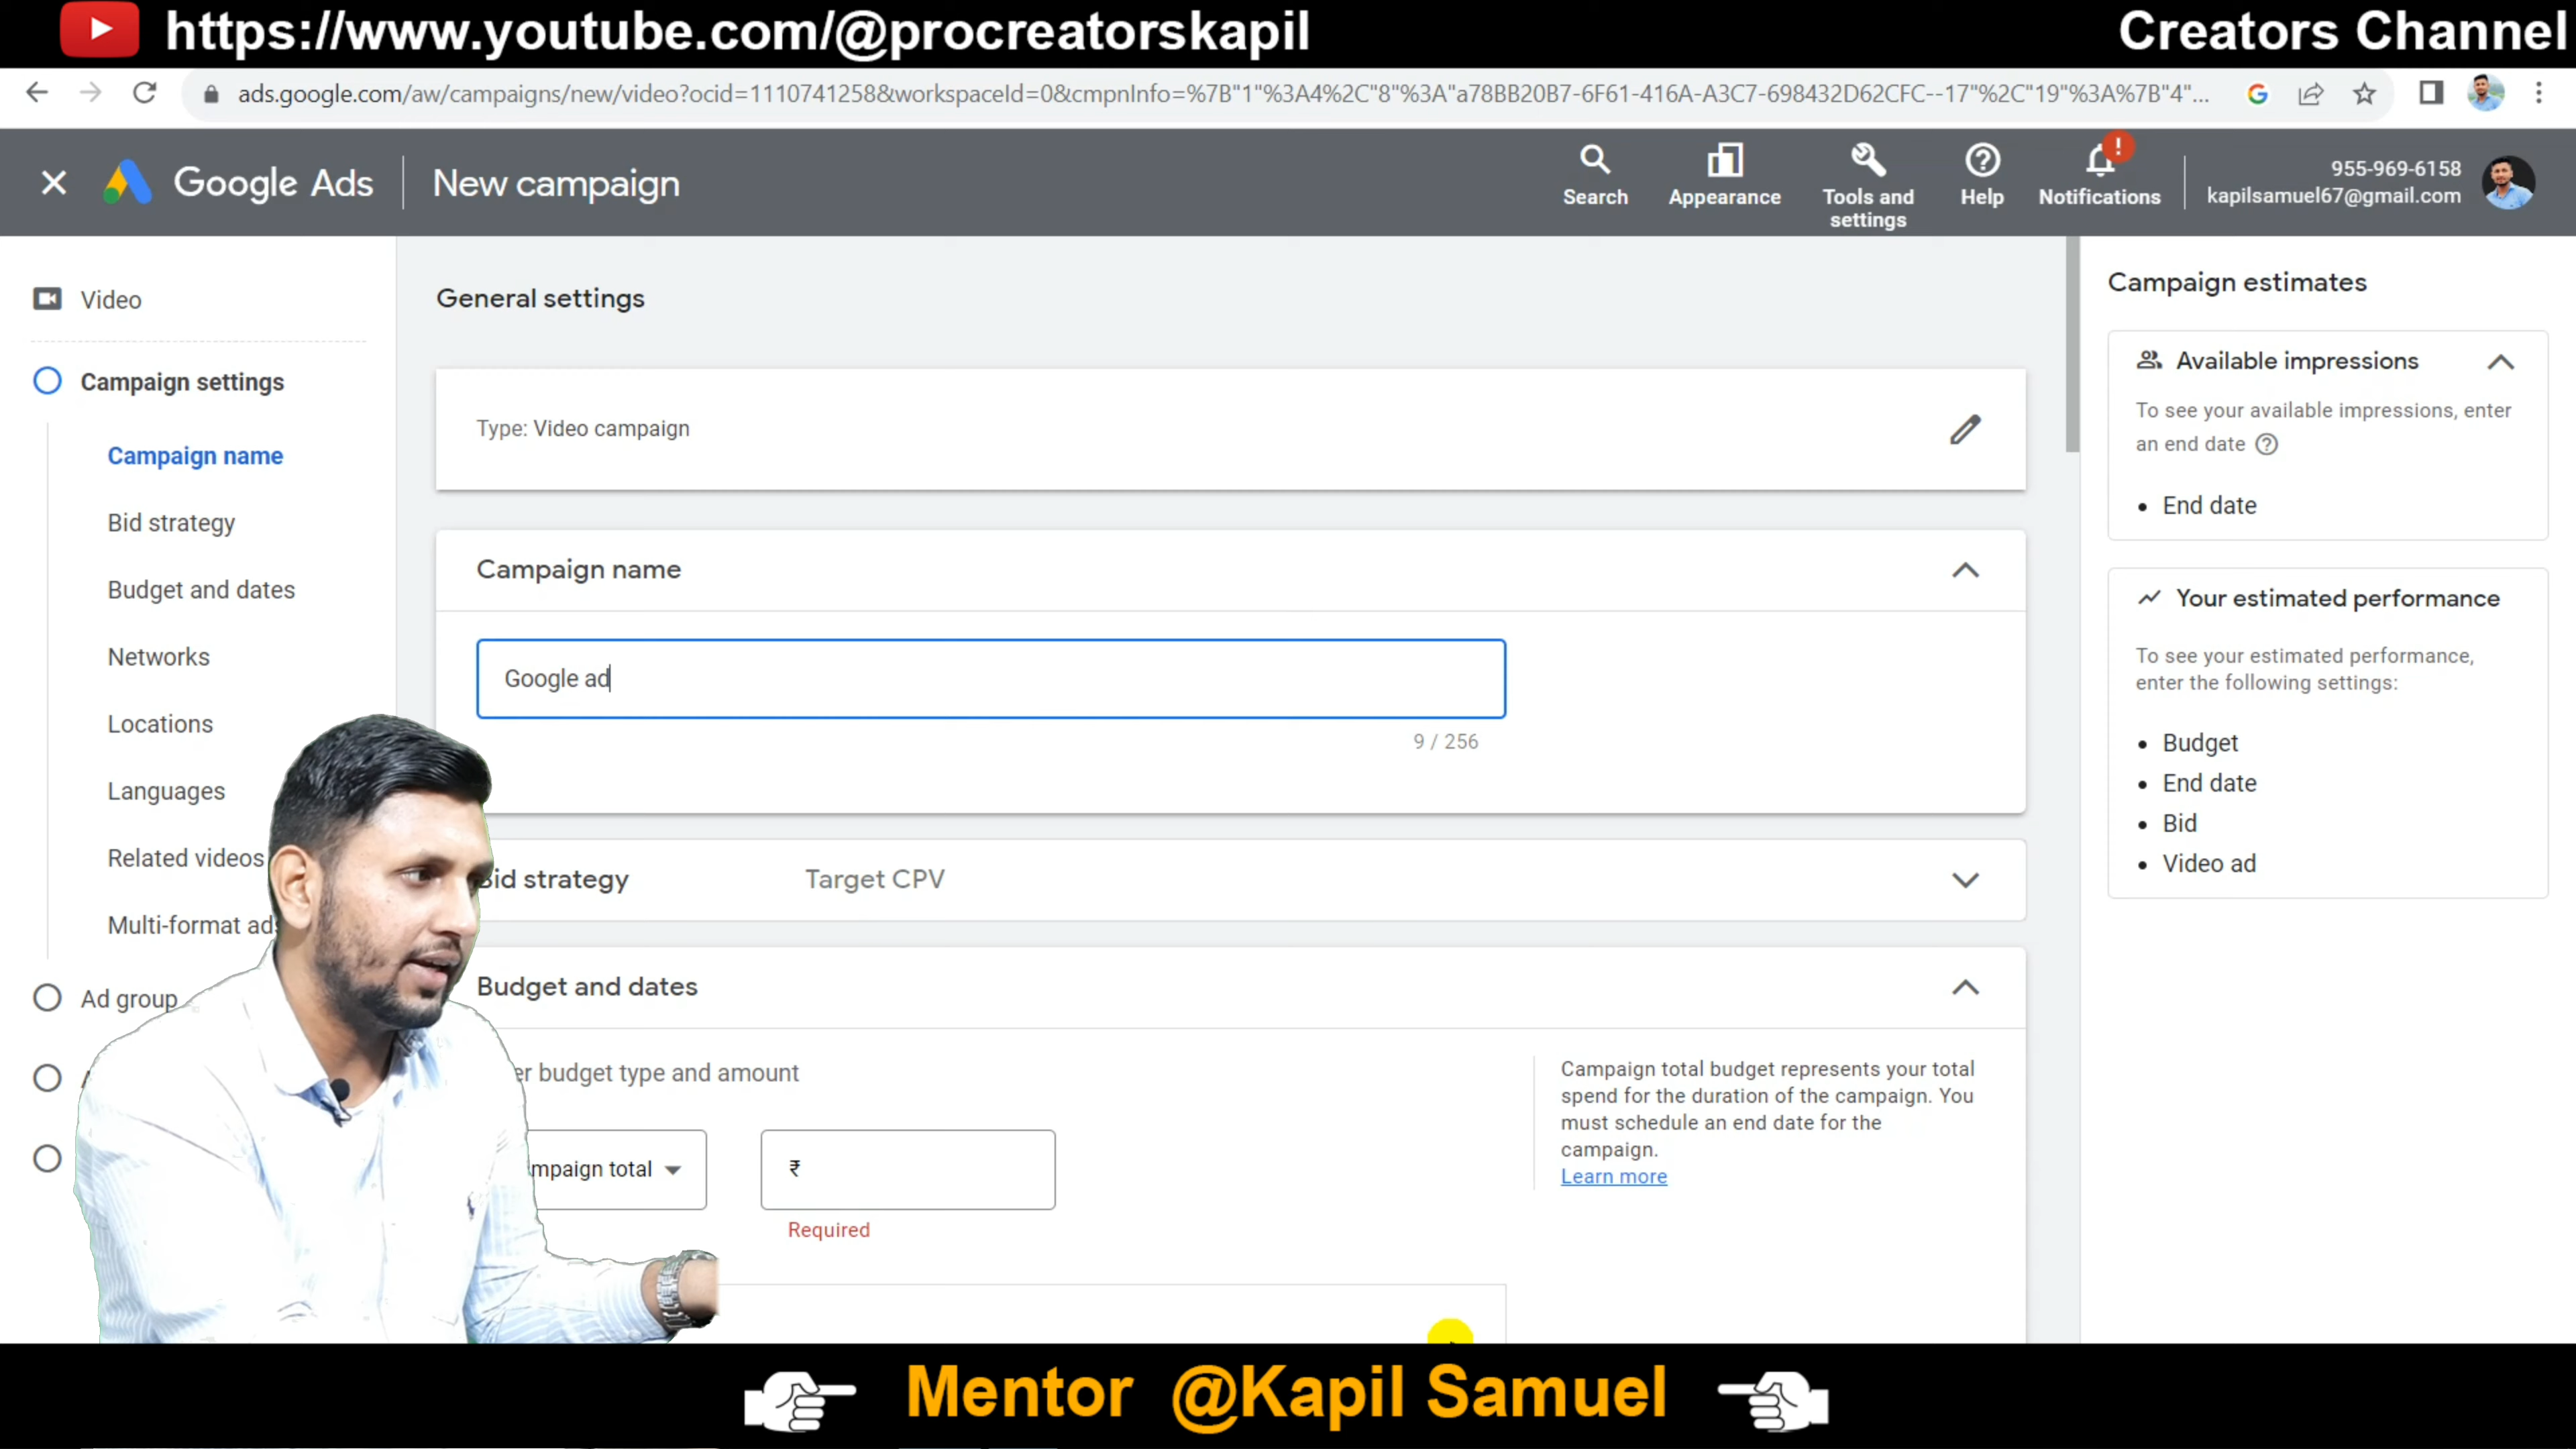 https://www.youtube.com/@procreatorskapil
Creators Channel
ads.google.com/aw/campaigns/new/video?ocid=1110741258&workspaceId=0&cmpnInfo=%7B"1"%3A4%2C"8"%3A"a78BB20B7-6F61-416A-A3C7-698432D62CFC--17"%2C"19"%3A%7B"4"...
Google Ads
New campaign
Search
Appearance
Tools and
settings
Help
Notifications
955-969-6158
kapilsamuel67@gmail.com
Video
Campaign settings
Campaign name
Bid strategy
Budget and dates
Networks
Locations
Languages
Related videos
Multi-format ads
Ad group
General settings
Type: Video campaign
Campaign name
Google ad
9 / 256
Bid strategy
Target CPV
Budget and dates
er budget type and amount
mpaign total
₹
Required
Campaign total budget represents your total
spend for the duration of the campaign. You
must schedule an end date for the
campaign.
Learn more
Campaign estimates
Available impressions
To see your available impressions, enter
an end date
• End date
Your estimated performance
To see your estimated performance,
enter the following settings:
• Budget
• End date
• Bid
• Video ad
Mentor @Kapil Samuel